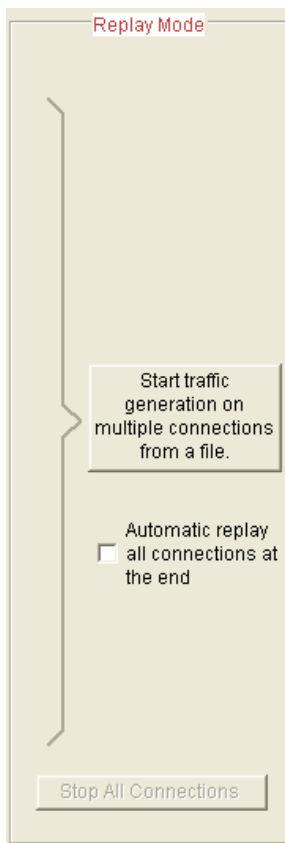 Replay Mode
Start traffic
generation on
multiple connections
from a file.
Automatic replay
all connections at
the end
Stop All Connections